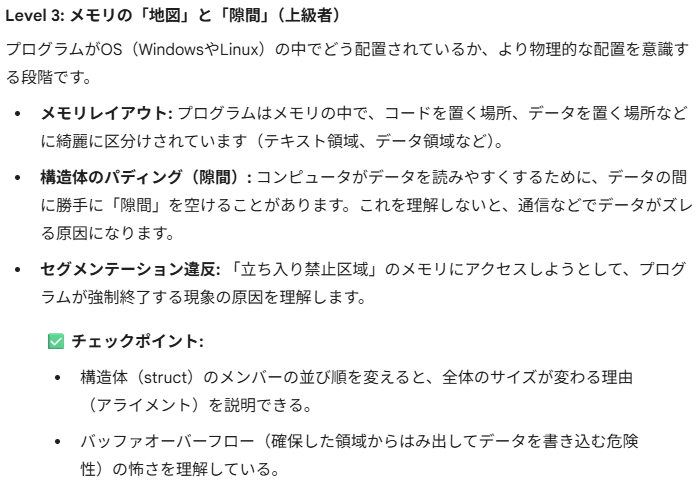 Level 3: メモリの「地図」と「隙間」（上級者）
プログラムがOS（WindowsやLinux）の中でどう配置されているか、より物理的な配置を意識す
る段階です。
• メモリレイアウト: プログラムはメモリの中で、コードを置く場所、データを置く場所など
に綺麗に区分けされています（テキスト領域、データ領域など）。
• 構造体のパディング（隙間）: コンピュータがデータを読みやすくするために、データの間
に勝手に「隙間」を空けることがあります。これを理解しないと、通信などでデータがズレ
る原因になります。
• セグメンテーション違反: 「立ち入り禁止区域」のメモリにアクセスしようとして、プログ
ラムが強制終了する現象の原因を理解します。
✅ チェックポイント:
• 構造体（struct）のメンバーの並び順を変えると、全体のサイズが変わる理由
（アライメント）を説明できる。
• バッファオーバーフロー（確保した領域からはみ出してデータを書き込む危険
性）の怖さを理解している。